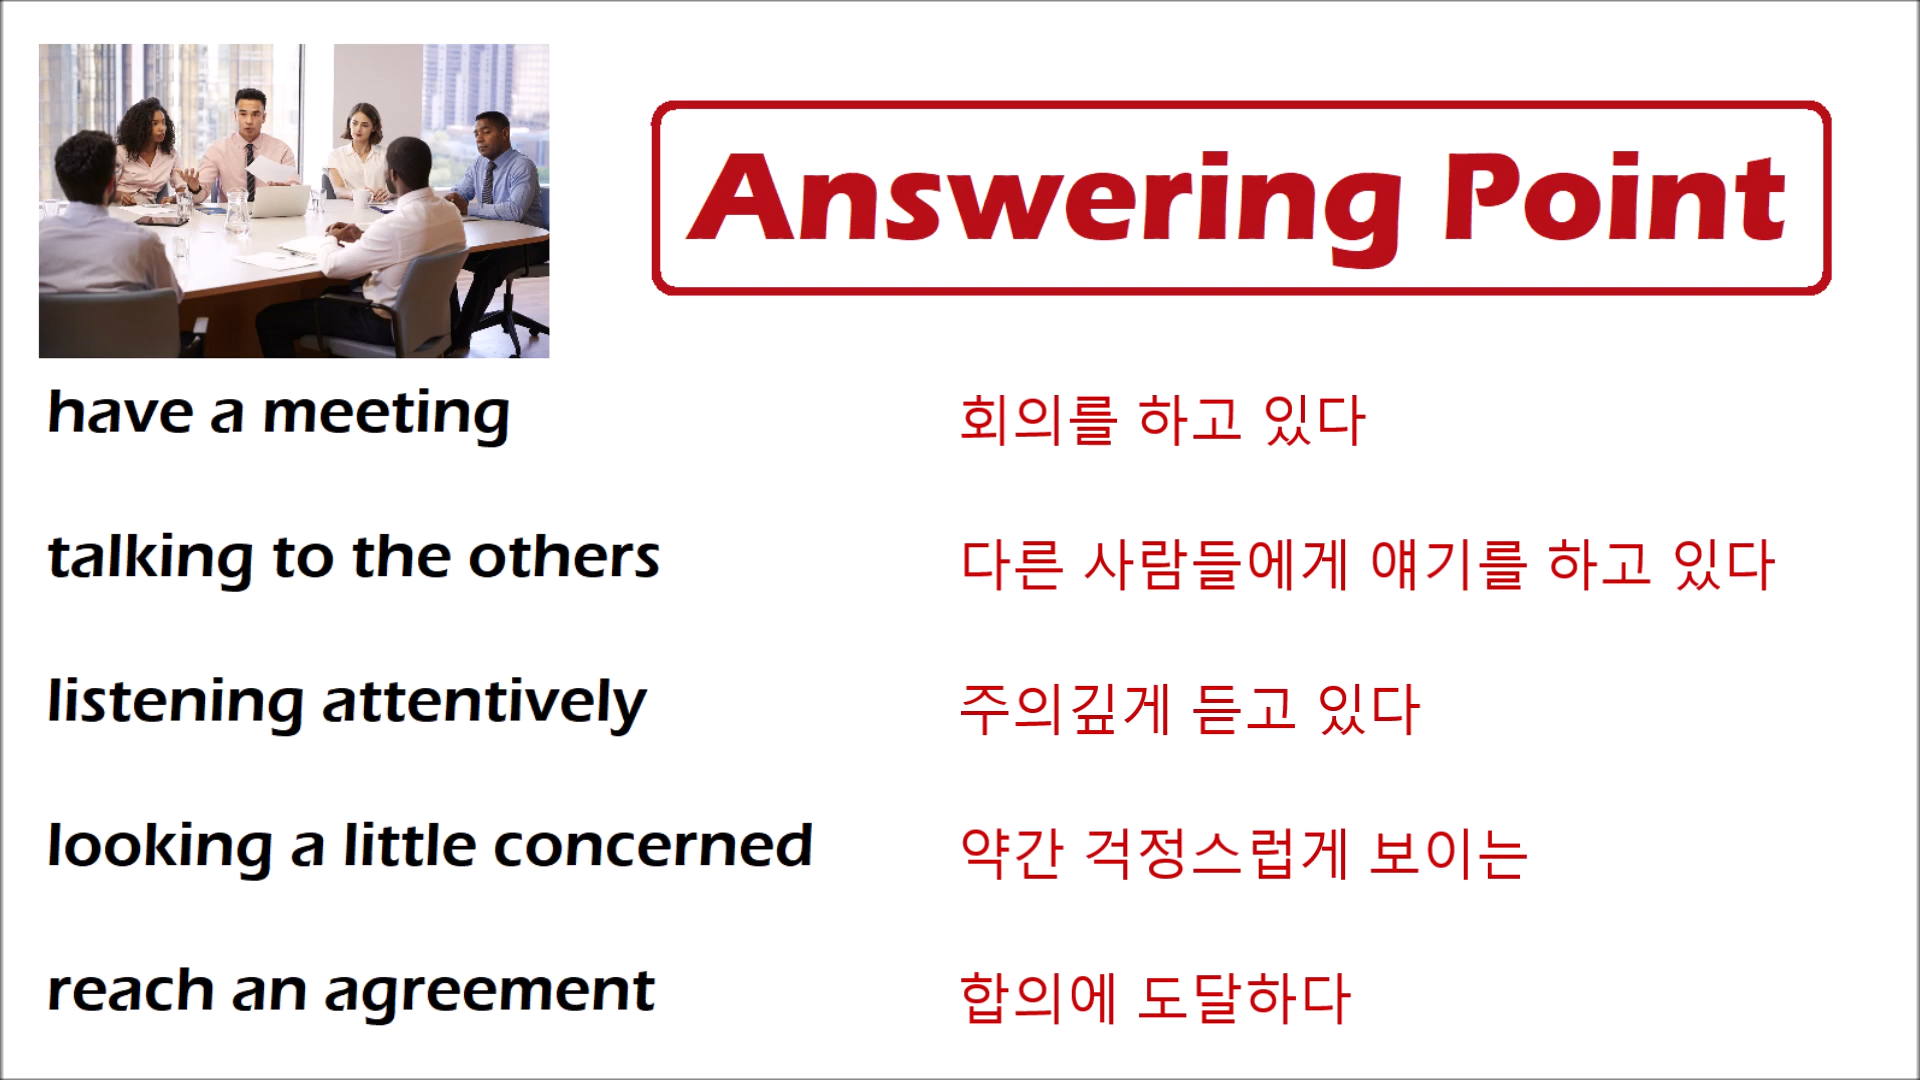 Answering Point
have a meeting
회의를 하고 있다
talking to the others
다른 사람들에게 얘기를 하고 있다
listening attentively
주의깊게 듣고 있다
looking a little concerned
약간 걱정스럽게 보이는
reach an agreement
합의에 도달하다